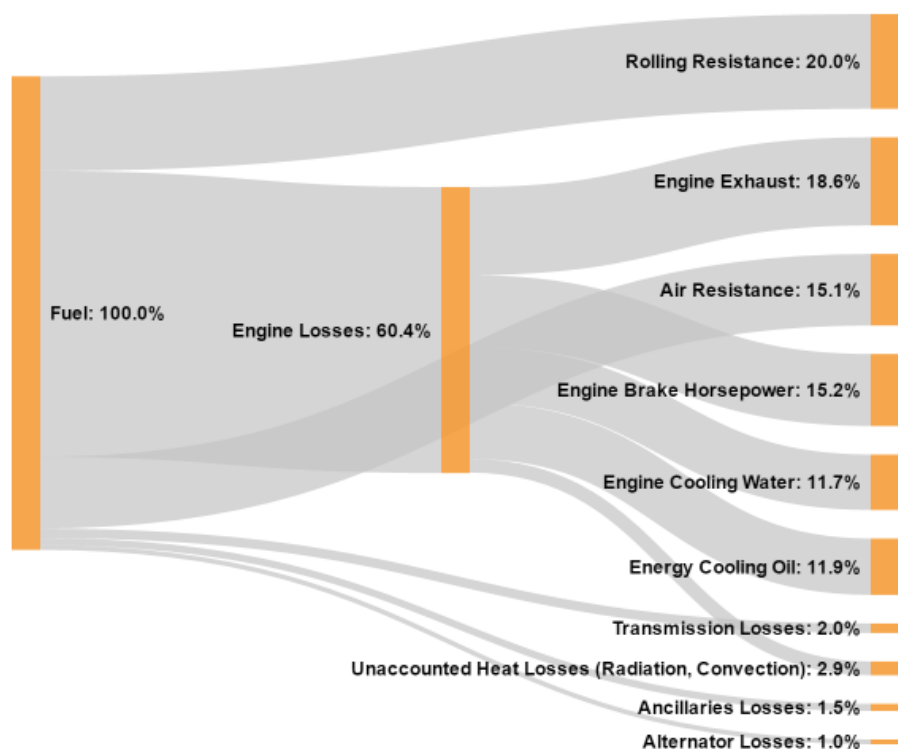 Rolling Resistance: 20.0%
Engine Exhaust: 18.6%
Air Resistance: 15.1%
Fuel: 100.0%
Engine Losses: 60.4%
Engine Brake Horsepower: 15.2%
Engine Cooling Water: 11.7%
Energy Cooling Oil: 11.9%
Transmission Losses: 2.0%
Unaccounted Heat Losses (Radiation, Convection): 2.9%
Ancillaries Losses: 1.5%
Alternator Losses: 1.0%